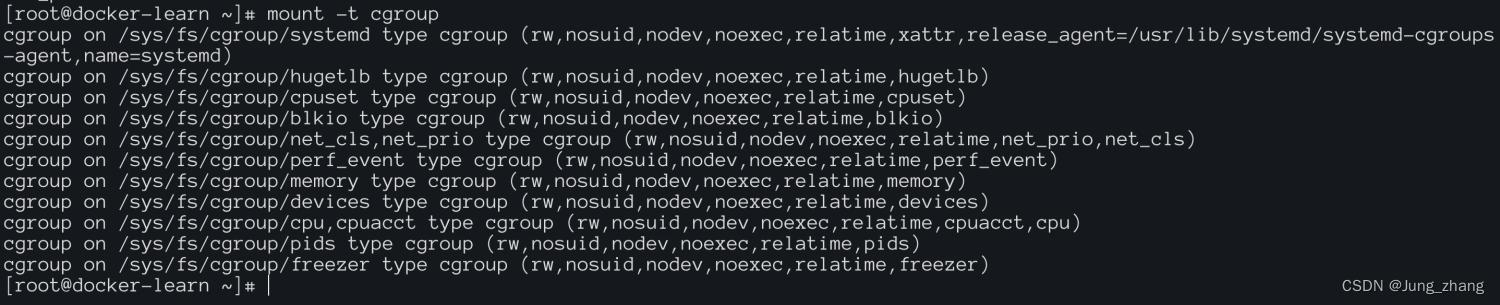 [root@docker-learn ~]# mount -t cgroup
cgroup on /sys/fs/cgroup/systemd type cgroup (rw,nosuid,nodev,noexec,relatime,xattr,release_agent=/usr/lib/systemd/systemd-cgroups
-agent,name=systemd)
cgroup on /sys/fs/cgroup/hugetlb type cgroup (rw,nosuid,nodev,noexec,relatime,hugetlb)
cgroup on /sys/fs/cgroup/cpuset type cgroup (rw,nosuid,nodev,noexec,relatime,cpuset)
cgroup on /sys/fs/cgroup/blkio type cgroup (rw,nosuid,nodev,noexec,relatime,blkio)
cgroup on /sys/fs/cgroup/net_cls,net_prio type cgroup (rw,nosuid,nodev,noexec,relatime,net_prio,net_cls)
cgroup on /sys/fs/cgroup/perf_event type cgroup (rw,nosuid,nodev,noexec,relatime,perf_event)
cgroup on /sys/fs/cgroup/memory type cgroup (rw,nosuid,nodev,noexec,relatime,memory)
cgroup on /sys/fs/cgroup/devices type cgroup (rw,nosuid,nodev,noexec,relatime,devices)
cgroup on /sys/fs/cgroup/cpu,cpuacct type cgroup (rw,nosuid,nodev,noexec,relatime,cpuacct,cpu)
cgroup on /sys/fs/cgroup/pids type cgroup (rw,nosuid,nodev,noexec,relatime,pids)
cgroup on /sys/fs/cgroup/freezer type cgroup (rw,nosuid,nodev,noexec,relatime,freezer)
[root@docker-learn ~]#
CSDN @Jung_zhang